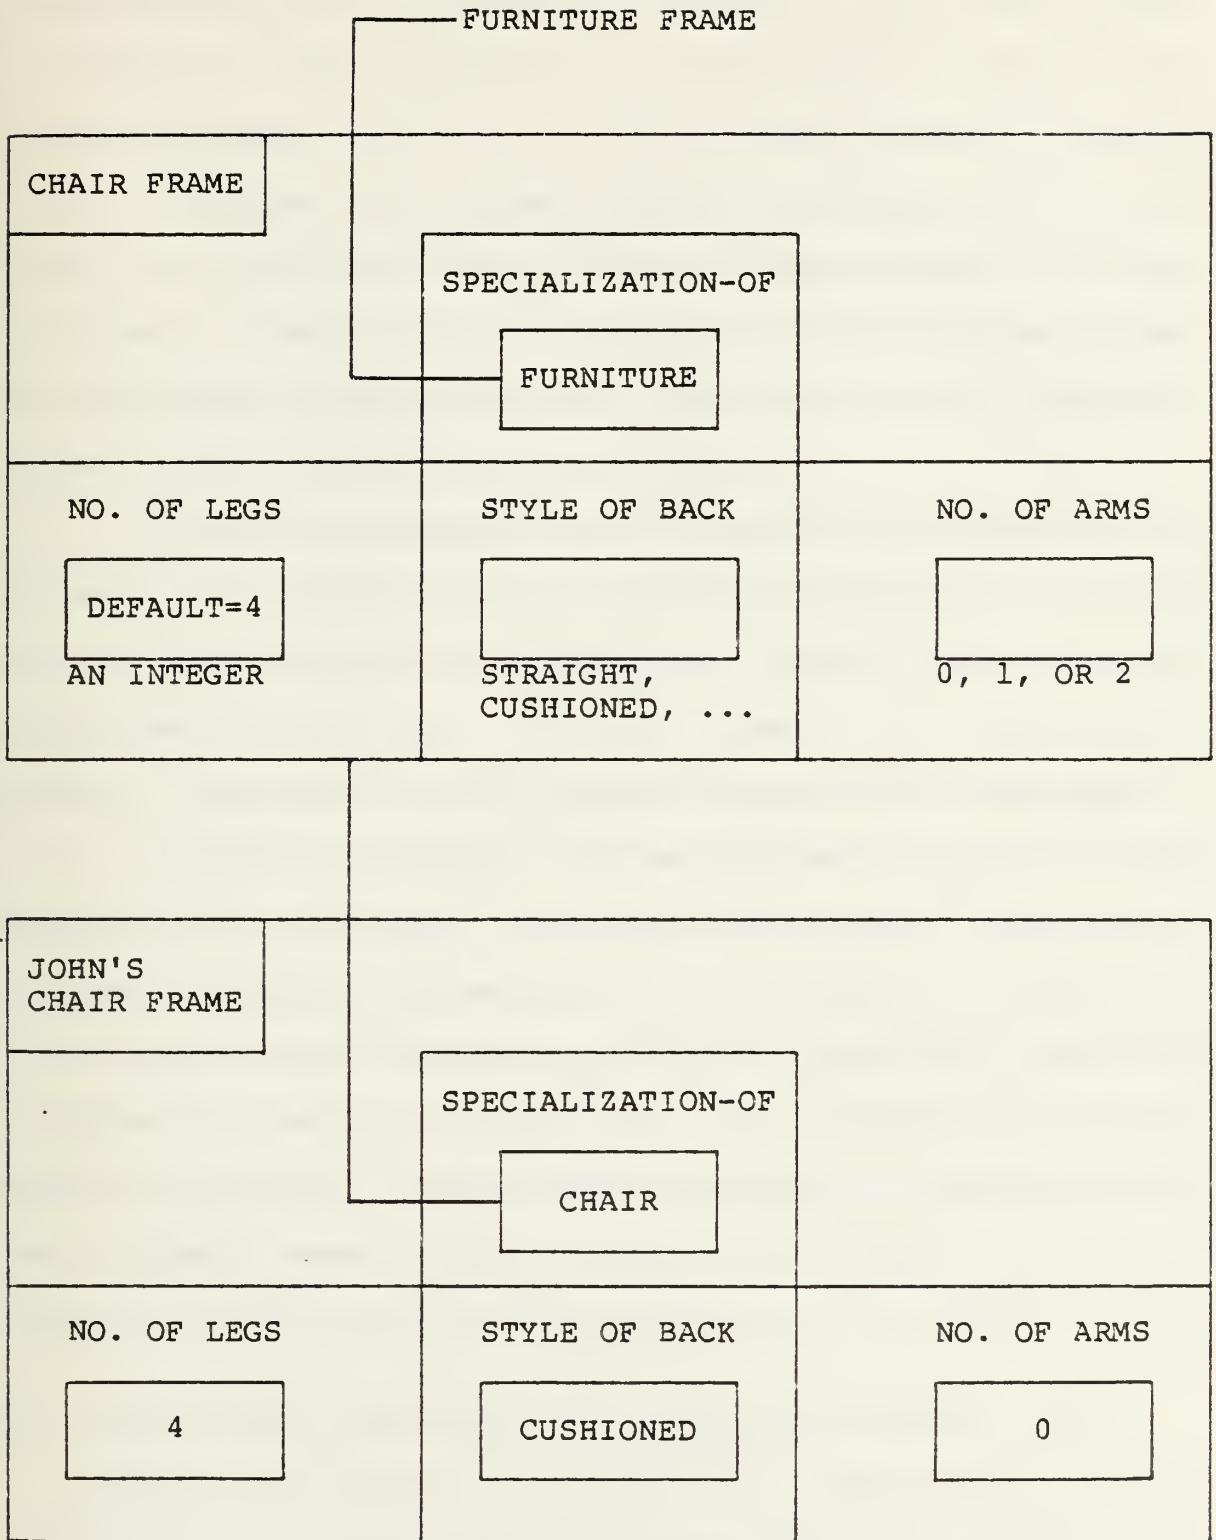 FURNITURE FRAME
CHAIR FRAME
SPECIALIZATION-OF
FURNITURE
NO. OF LEGS
STYLE OF BACK
NO. OF ARMS
DEFAULT=4
AN INTEGER
STRAIGHT,
CUSHIONED, ...
0, 1, OR 2
JOHN'S
CHAIR FRAME
SPECIALIZATION-OF
CHAIR
NO. OF LEGS
STYLE OF BACK
NO. OF ARMS
4
CUSHIONED
0